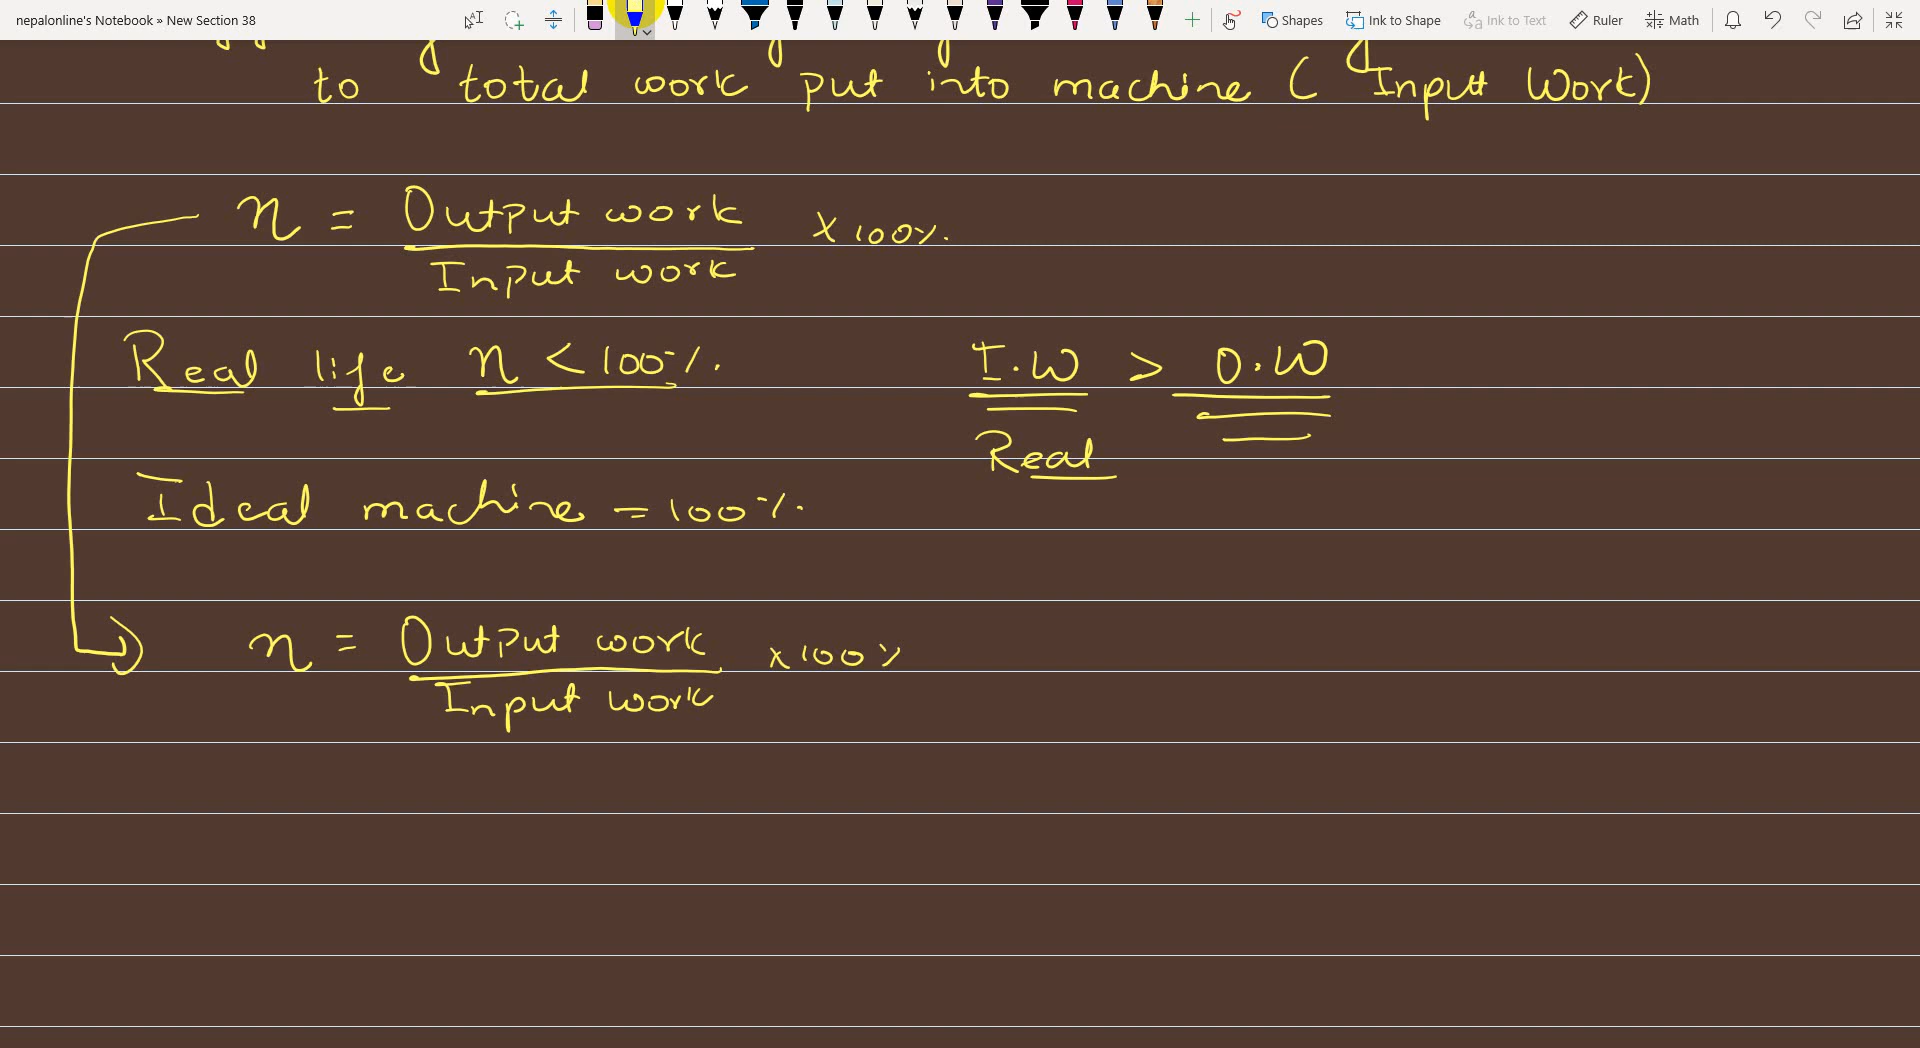 nepalonline's Notebook » New Section 38
Shapes Ink to Shape Ink to Text Ruler Math
to total work put into machine ( Input Work)
η = Output work / Input work × 100%.
Real life η < 100%. I.W > O.W
Real
Ideal machine = 100%.
η = Output work / Input work × 100%